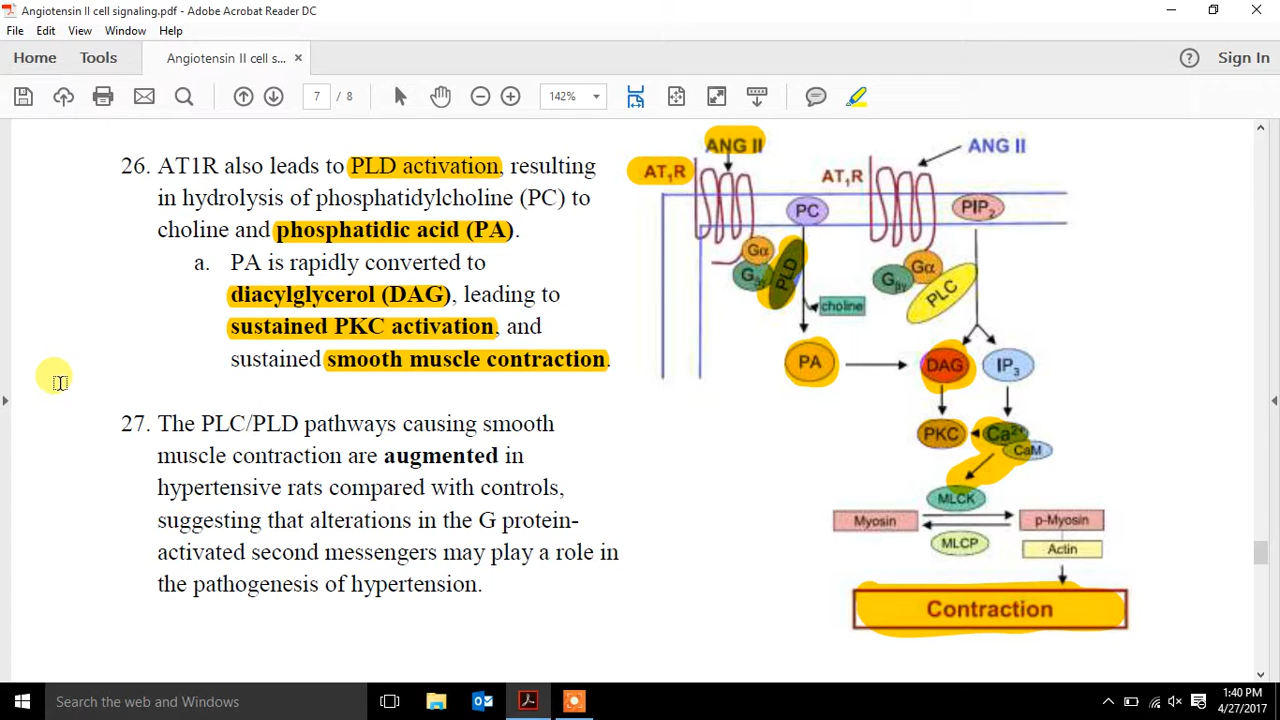 Angiotensin II cell signaling.pdf - Adobe Acrobat Reader DC
File Edit View Window Help
Home Tools Angiotensin II cell s... × Sign In
7 / 8 142%
26. AT1R also leads to PLD activation, resulting
in hydrolysis of phosphatidylcholine (PC) to
choline and phosphatidic acid (PA).
a. PA is rapidly converted to
diacylglycerol (DAG), leading to
sustained PKC activation, and
sustained smooth muscle contraction.
27. The PLC/PLD pathways causing smooth
muscle contraction are augmented in
hypertensive rats compared with controls,
suggesting that alterations in the G protein-
activated second messengers may play a role in
the pathogenesis of hypertension.
ANG II ANG II
AT₁R AT₁R
PC PIP₂
Gα Gα
Gβγ PLD Gβγ PLC
choline
PA DAG IP₃
PKC Ca²⁺
CaM
MLCK
Myosin p-Myosin
MLCP Actin
Contraction
Search the web and Windows
1:40 PM
4/27/2017